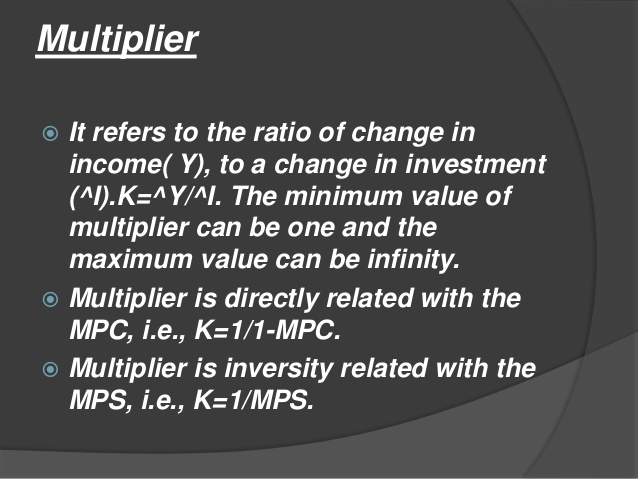 Multiplier
It refers to the ratio of change in
income( Y), to a change in investment
(^I).K=^Y/^I. The minimum value of
multiplier can be one and the
maximum value can be infinity.
Multiplier is directly related with the
MPC, i.e., K=1/1-MPC.
Multiplier is inversity related with the
MPS, i.e., K=1/MPS.